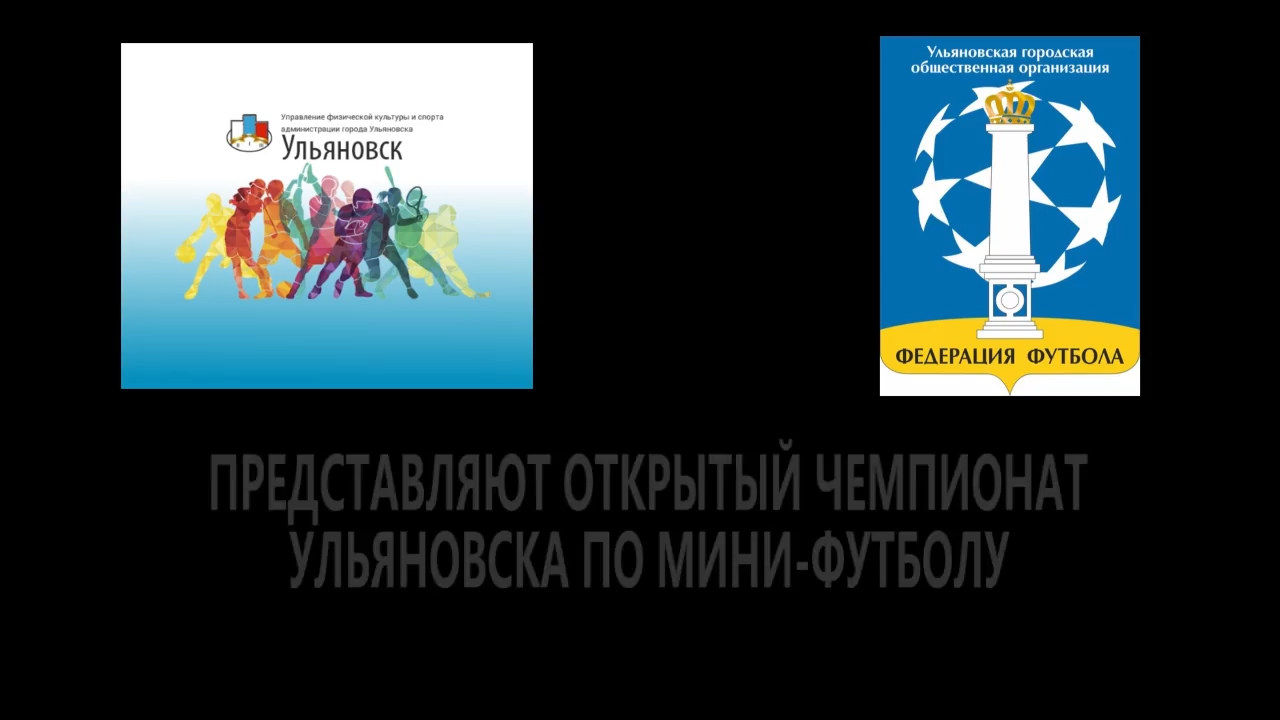 Управление физической культуры и спорта
администрации города Ульяновска
Ульяновск
Ульяновская городская
общественная организация
ФЕДЕРАЦИЯ ФУТБОЛА
ПРЕДСТАВЛЯЮТ ОТКРЫТЫЙ ЧЕМПИОНАТ
УЛЬЯНОВСКА ПО МИНИ-ФУТБОЛУ